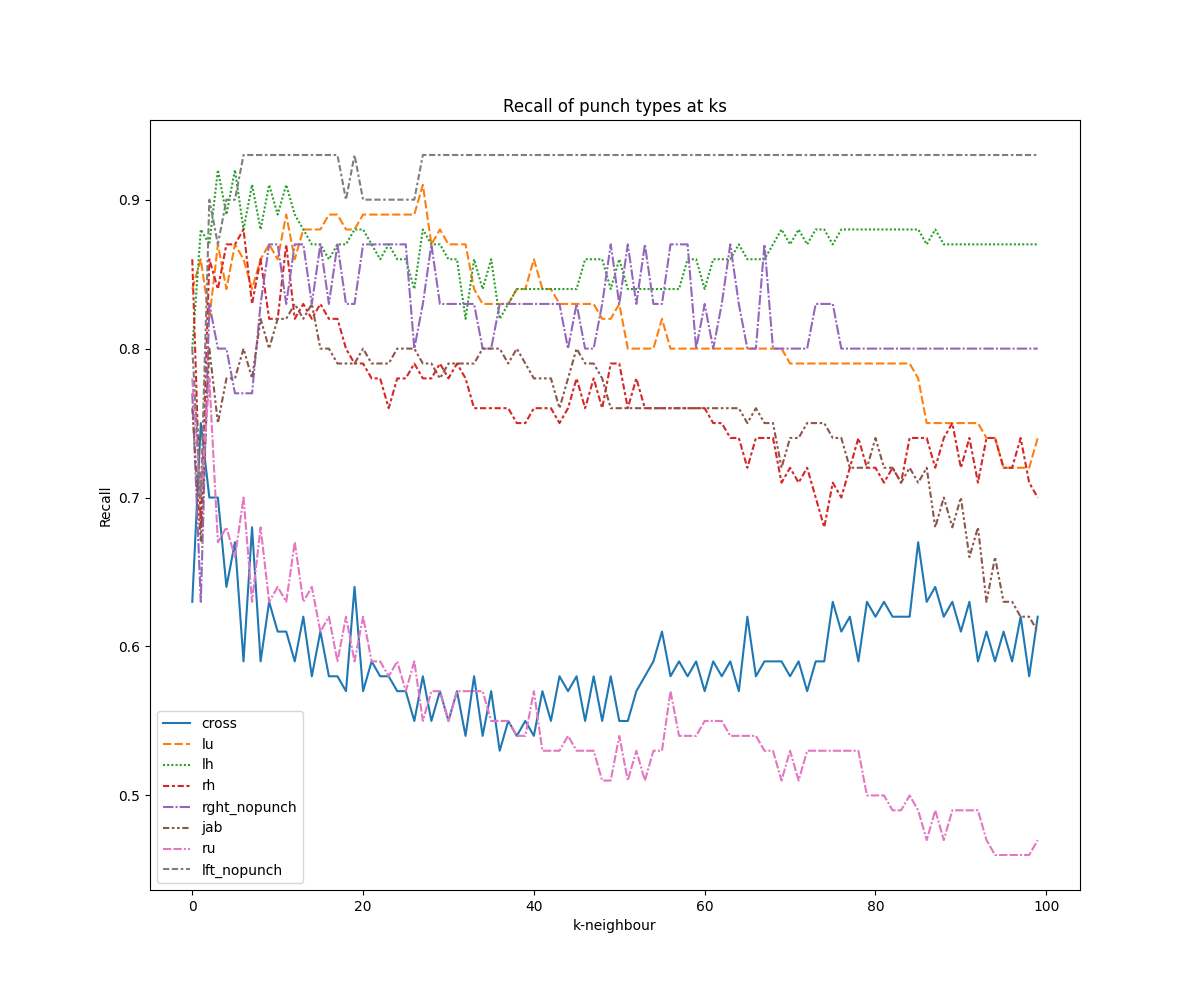 Recall of punch types at ks
Recall
0.9
0.8
0.7
0.6
0.5
cross
lu
lh
rh
rght_nopunch
jab
ru
lft_nopunch
0 20 40 60 80 100
k-neighbour